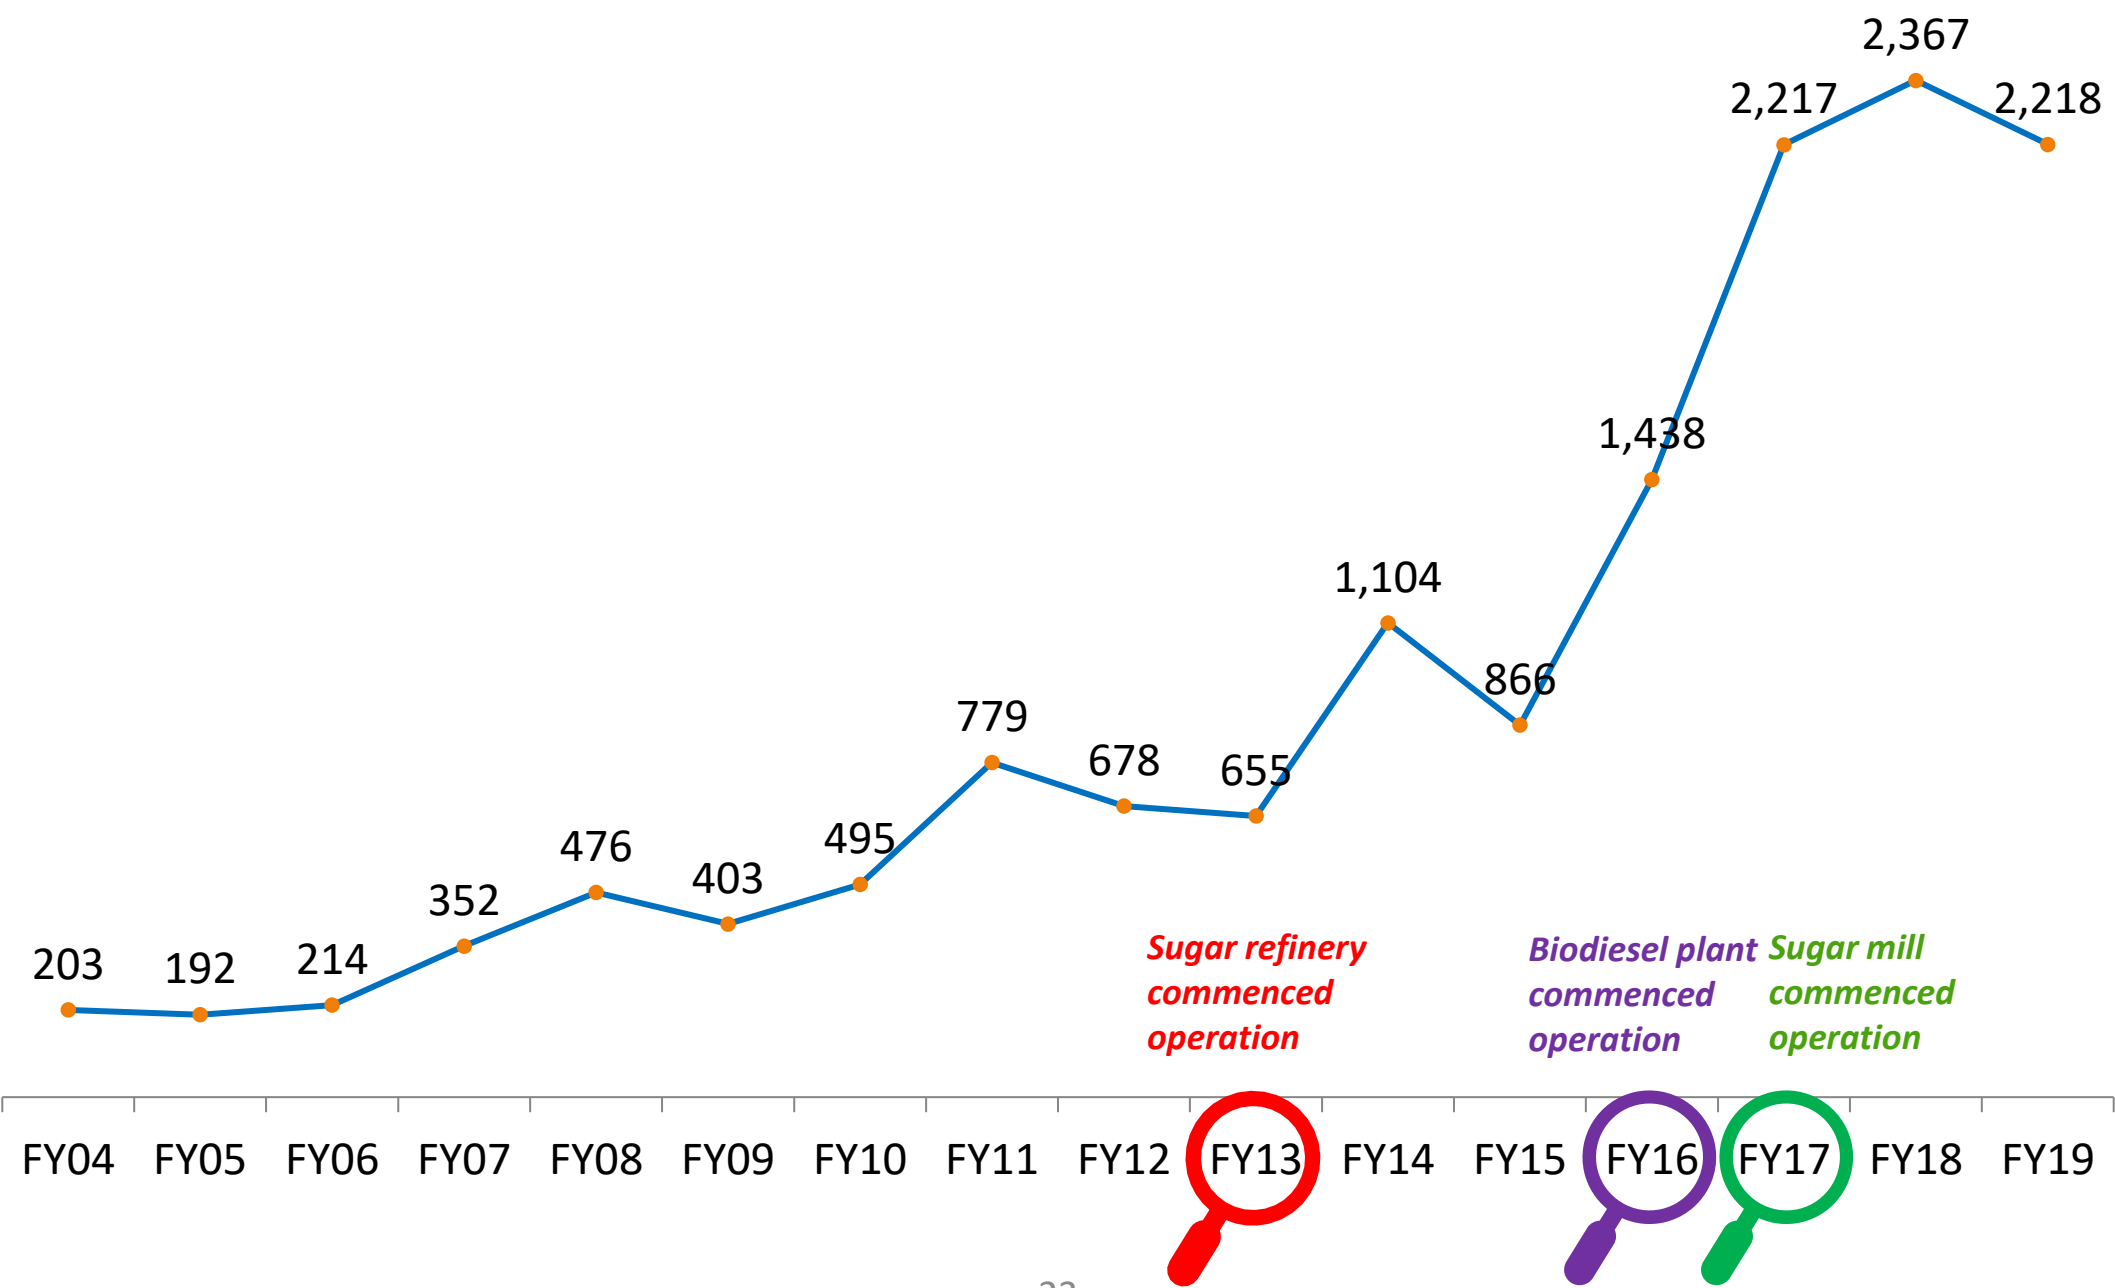 2,367
2,217
2,218
1,438
1,104
866
779
678
655
495
476
403
352
214
203
192
Sugar refinery
commenced
operation
Biodiesel plant
commenced
operation
Sugar mill
commenced
operation
FY04 FY05 FY06 FY07 FY08 FY09 FY10 FY11 FY12 FY13 FY14 FY15 FY16 FY17 FY18 FY19